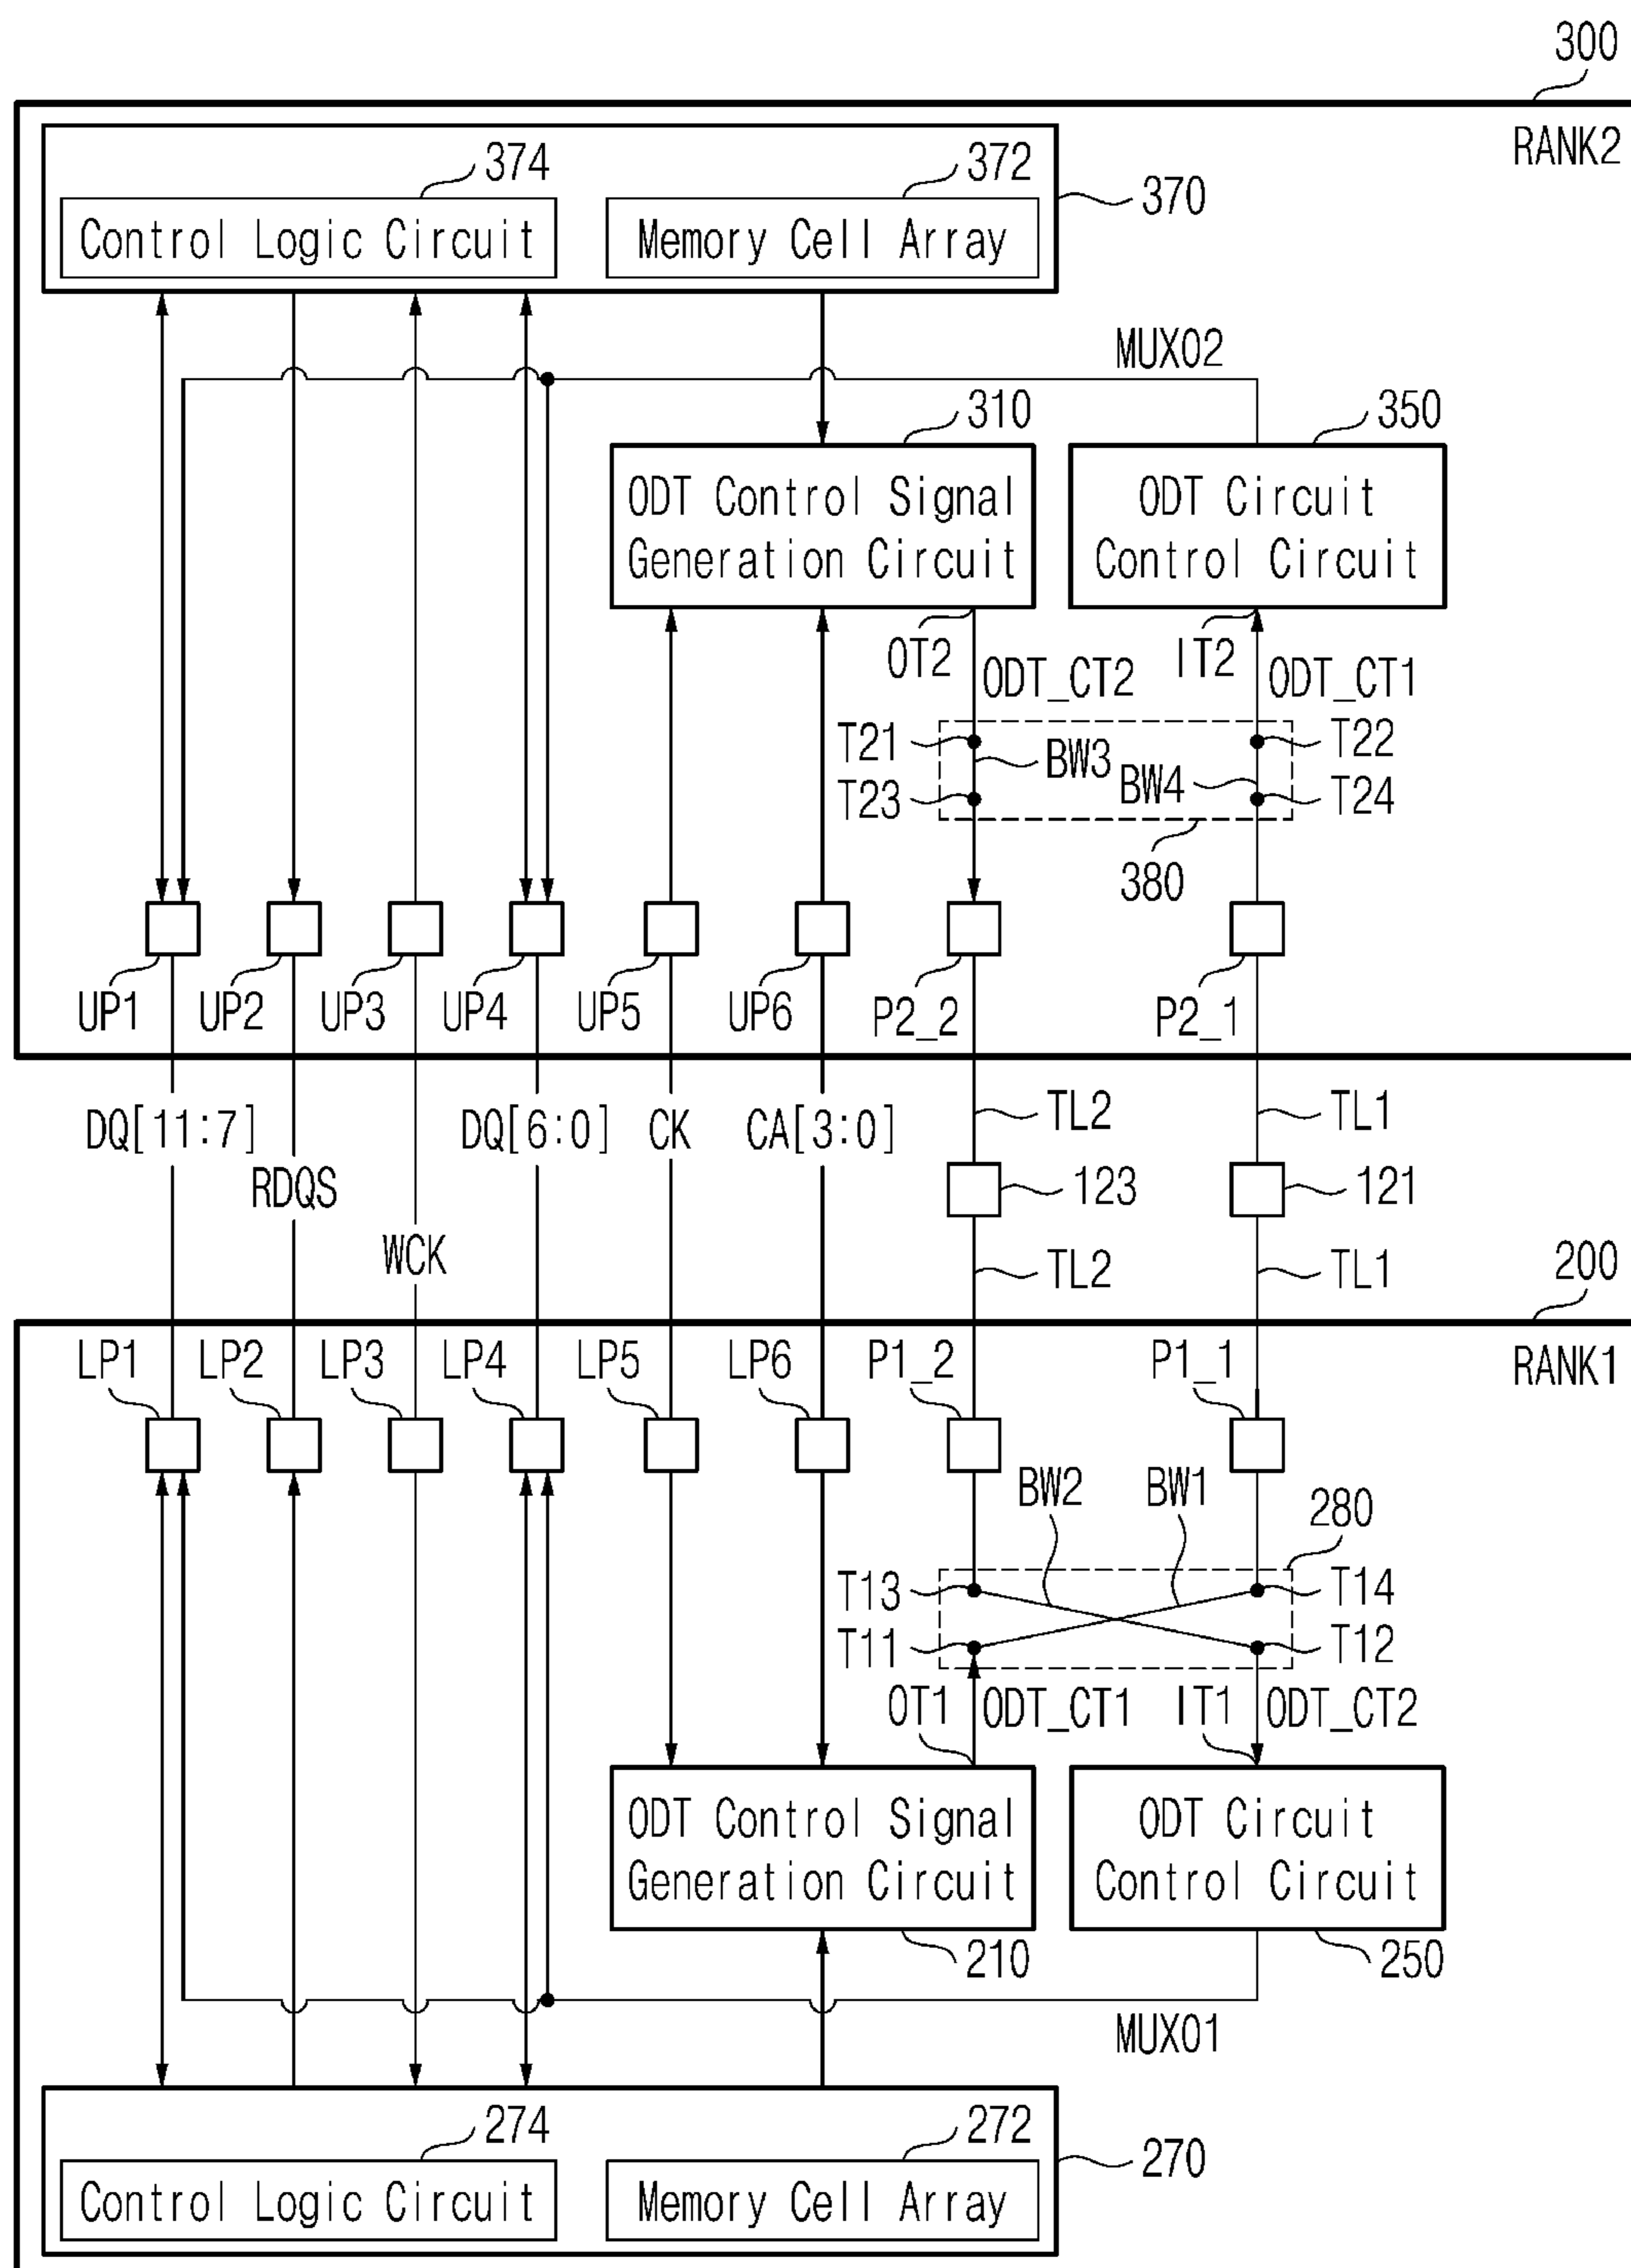 300
RANK2
374
372
370
Control Logic Circuit
Memory Cell Array
MUXO2
310
350
ODT Control Signal
Generation Circuit
ODT Circuit
Control Circuit
OT2
ODT_CT2
IT2
ODT_CT1
T21
BW3
T22
T23
BW4
T24
380
UP1
UP2
UP3
UP4
UP5
UP6
P2_2
P2_1
DQ[11:7]
RDQS
WCK
DQ[6:0]
CK
CA[3:0]
TL2
TL1
123
121
TL2
TL1
200
RANK1
LP1
LP2
LP3
LP4
LP5
LP6
P1_2
P1_1
BW2
BW1
280
T13
T14
T11
T12
OT1
ODT_CT1
IT1
ODT_CT2
ODT Control Signal
Generation Circuit
ODT Circuit
Control Circuit
210
250
MUXO1
274
272
270
Control Logic Circuit
Memory Cell Array